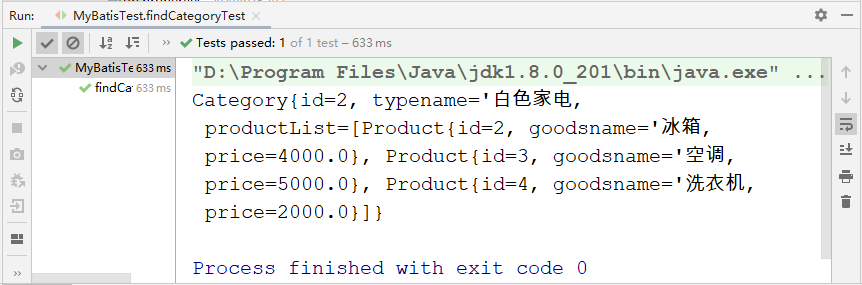 Run: MyBatisTest.findCategoryTest
Tests passed: 1 of 1 test – 633 ms
MyBatisTe 633 ms
findCa 633 ms
"D:\Program Files\Java\jdk1.8.0_201\bin\java.exe" ...
Category{id=2, typename='白色家电,
productList=[Product{id=2, goodsname='冰箱,
price=4000.0}, Product{id=3, goodsname='空调,
price=5000.0}, Product{id=4, goodsname='洗衣机,
price=2000.0}]}
Process finished with exit code 0